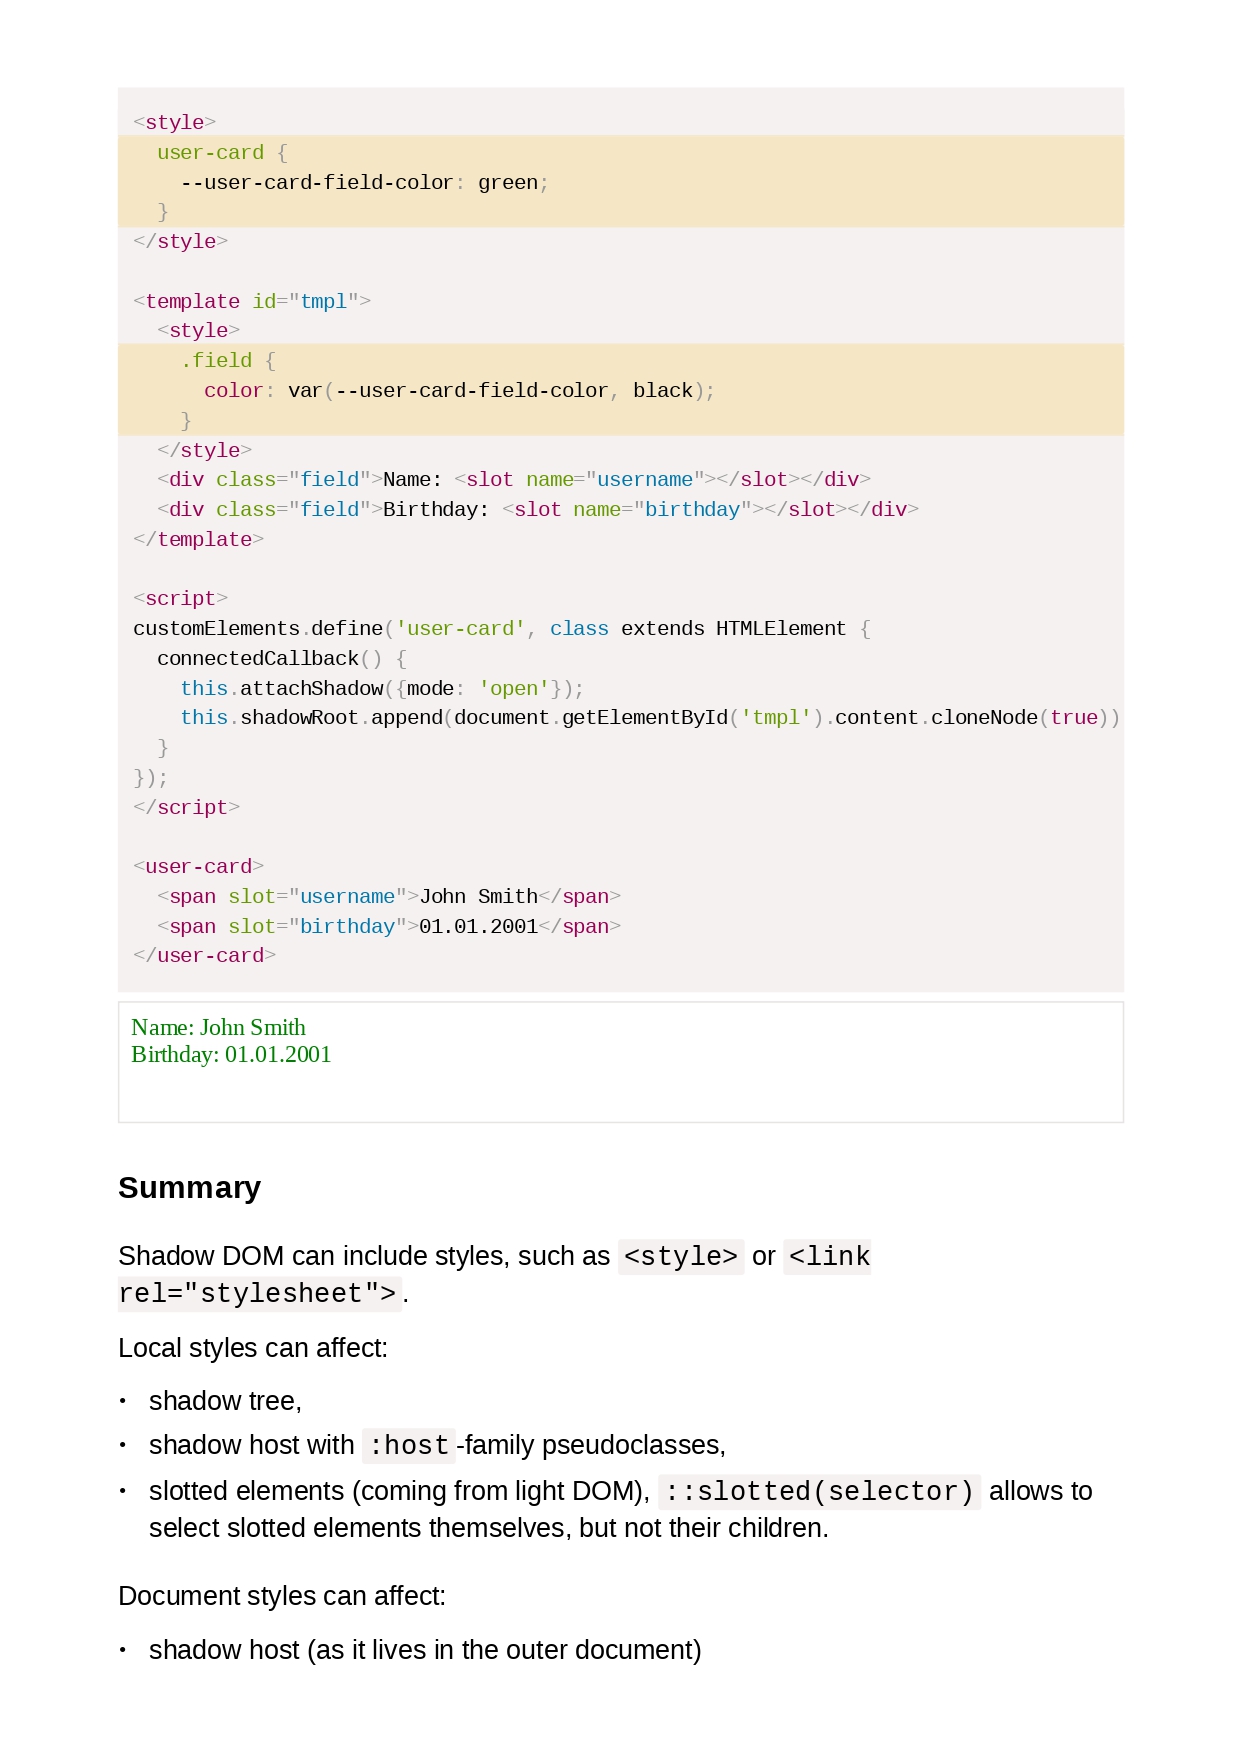 <style>
  user-card {
    --user-card-field-color: green;
  }
</style>

<template id="tmpl">
  <style>
    .field {
      color: var(--user-card-field-color, black);
    }
  </style>
  <div class="field">Name: <slot name="username"></slot></div>
  <div class="field">Birthday: <slot name="birthday"></slot></div>
</template>

<script>
customElements.define('user-card', class extends HTMLElement {
  connectedCallback() {
    this.attachShadow({mode: 'open'});
    this.shadowRoot.append(document.getElementById('tmpl').content.cloneNode(true))
  }
});
</script>

<user-card>
  <span slot="username">John Smith</span>
  <span slot="birthday">01.01.2001</span>
</user-card>
Name: John Smith
Birthday: 01.01.2001
Summary
Shadow DOM can include styles, such as <style> or <link
rel="stylesheet">.
Local styles can affect:
• shadow tree,
• shadow host with :host-family pseudoclasses,
• slotted elements (coming from light DOM), ::slotted(selector) allows to
select slotted elements themselves, but not their children.
Document styles can affect:
• shadow host (as it lives in the outer document)